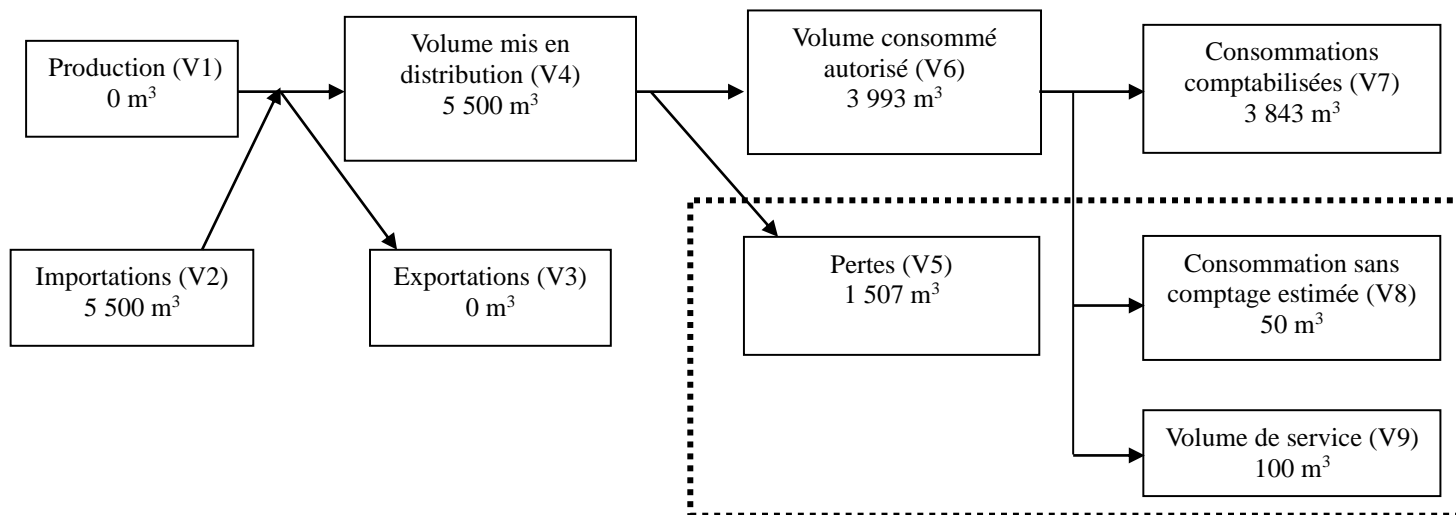 Production (V1)
0 m³
Volume mis en
distribution (V4)
5 500 m³
Volume consommé
autorisé (V6)
3 993 m³
Consommations
comptabilisées (V7)
3 843 m³
Importations (V2)
5 500 m³
Exportations (V3)
0 m³
Pertes (V5)
1 507 m³
Consommation sans
comptage estimée (V8)
50 m³
Volume de service (V9)
100 m³